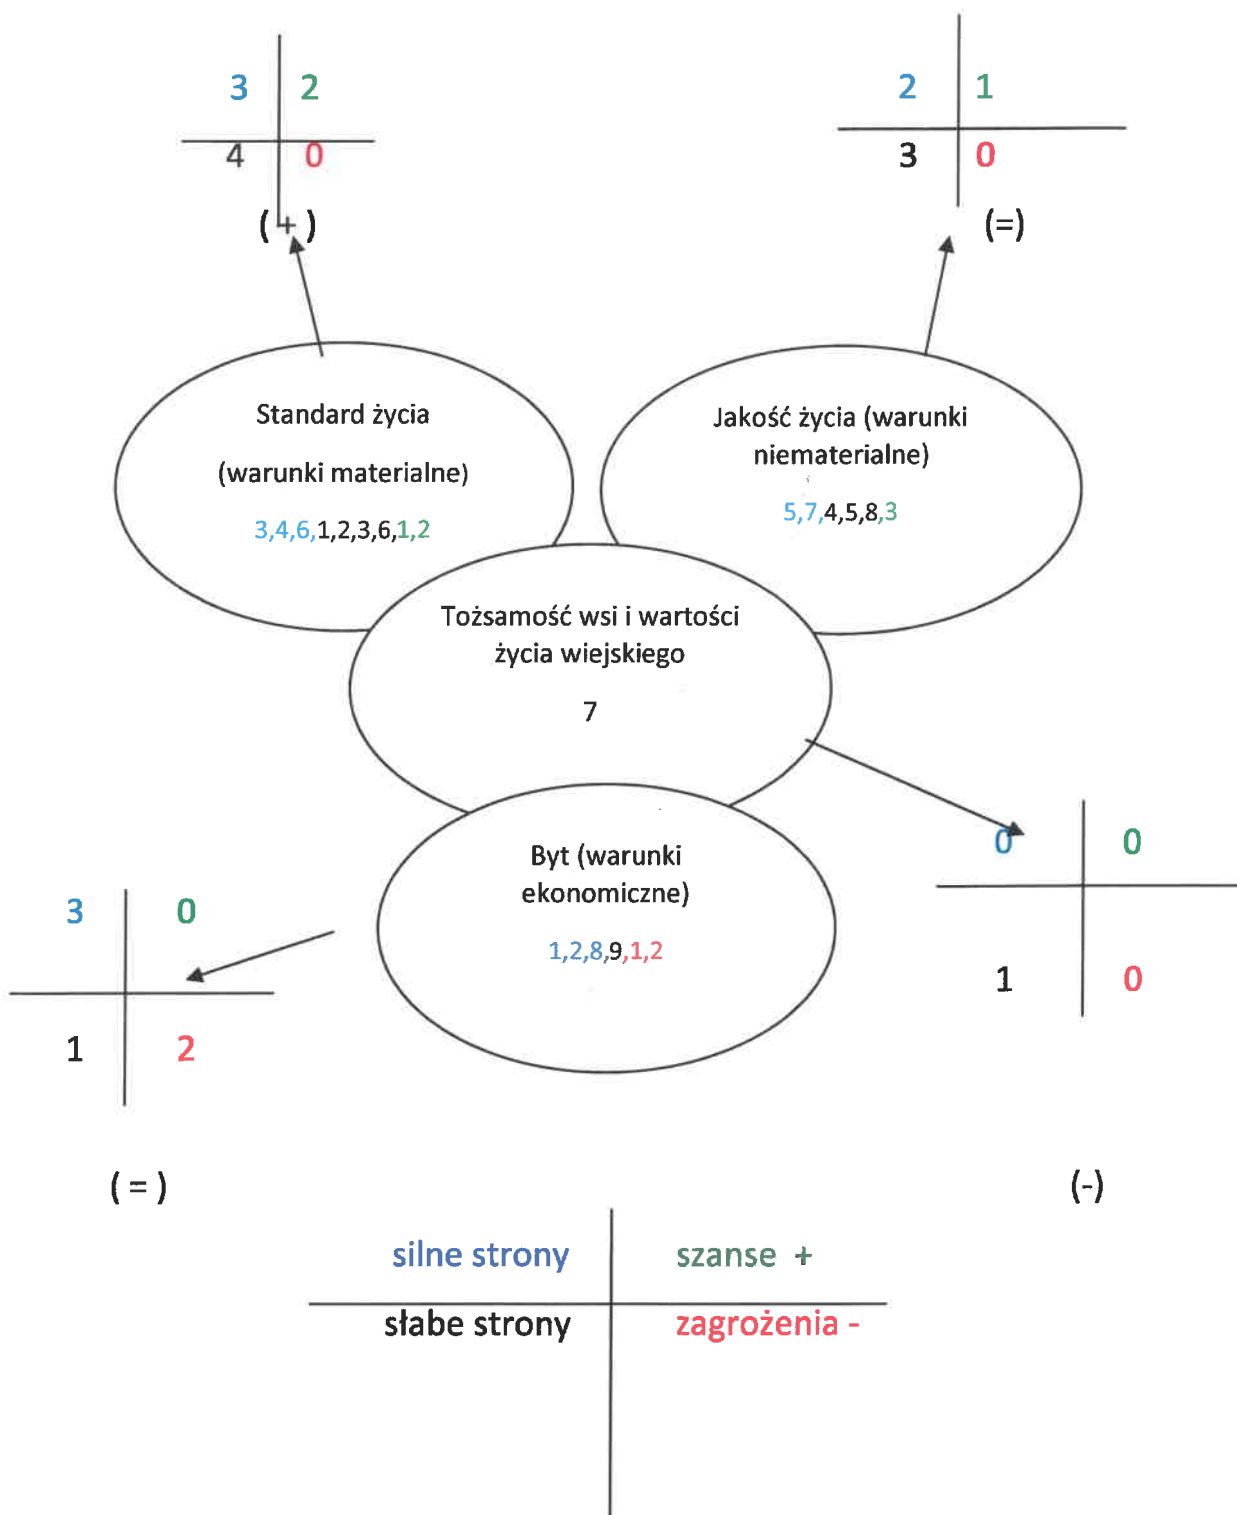 3 2
4 0
( + )
2 1
3 0
(=)
Standard życia
(warunki materialne)
3,4,6,1,2,3,6,1,2
Jakość życia (warunki
niematerialne)
5,7,4,5,8,3
Tożsamość wsi i wartości
życia wiejskiego
7
0 0
1 0
(-)
Byt (warunki
ekonomiczne)
1,2,8,9,1,2
3 0
1 2
( = )
silne strony szanse +
słabe strony zagrożenia -